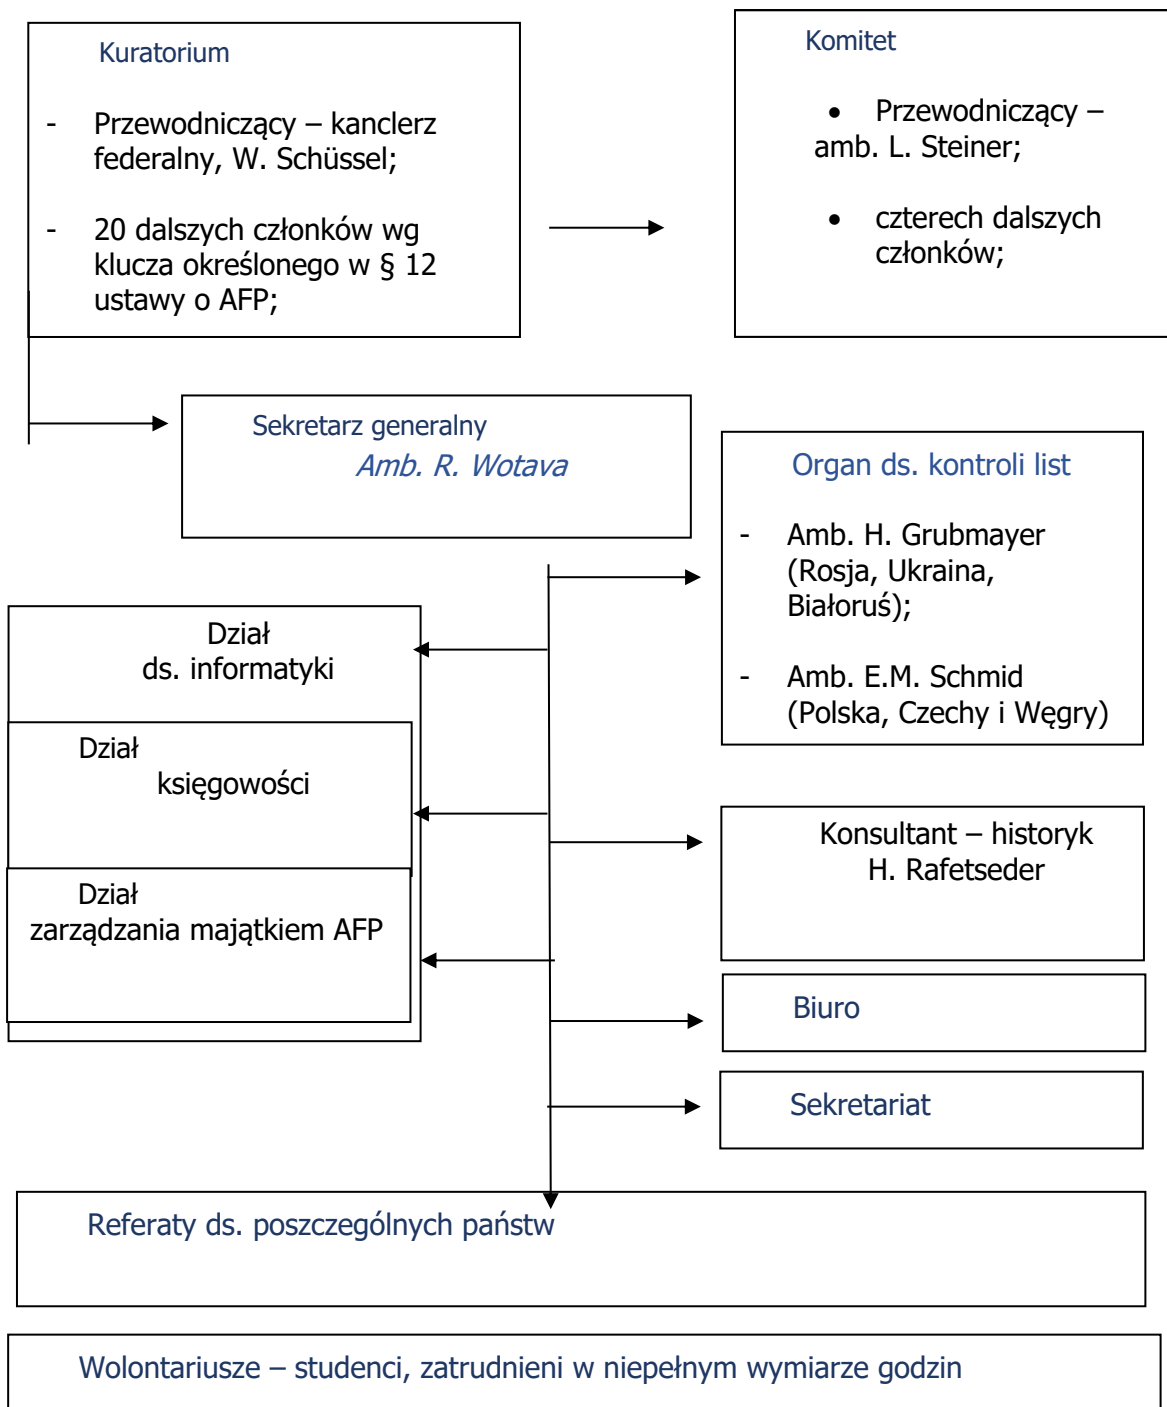 Kuratorium
- Przewodniczący – kanclerz
federalny, W. Schüssel;
- 20 dalszych członków wg
klucza określonego w § 12
ustawy o AFP;
Komitet
• Przewodniczący –
amb. L. Steiner;
• czterech dalszych
członków;
Sekretarz generalny
Amb. R. Wotava
Organ ds. kontroli list
- Amb. H. Grubmayer
(Rosja, Ukraina,
Białoruś);
- Amb. E.M. Schmid
(Polska, Czechy i Węgry)
Dział
ds. informatyki
Dział
księgowości
Dział
zarządzania majątkiem AFP
Konsultant – historyk
H. Rafetseder
Biuro
Sekretariat
Referaty ds. poszczególnych państw
Wolontariusze – studenci, zatrudnieni w niepełnym wymiarze godzin